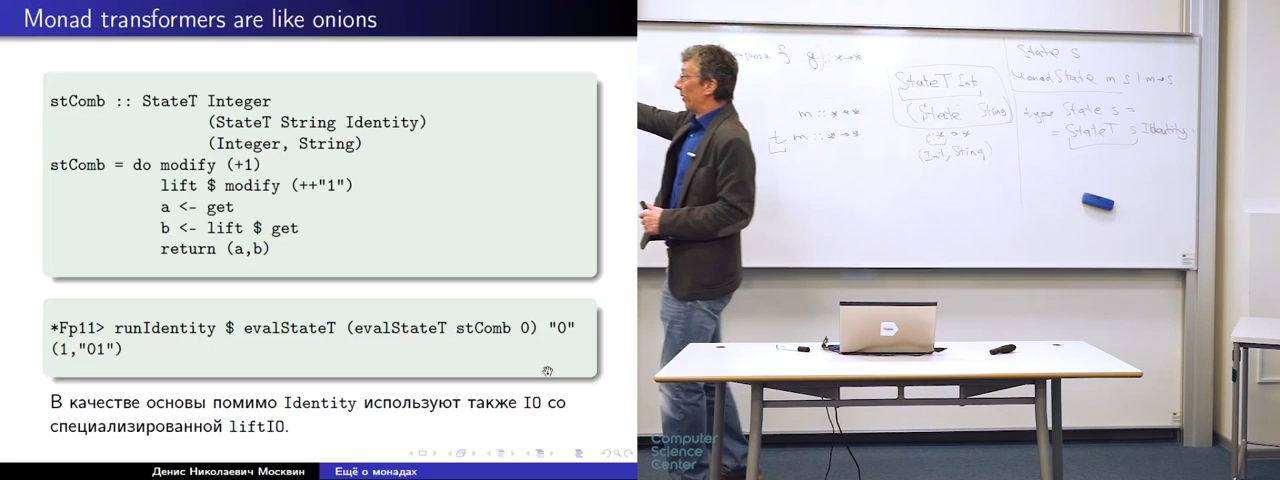 Monad transformers are like onions
stComb :: StateT Integer
(StateT String Identity)
(Integer, String)
stComb = do modify (+1)
lift $ modify (++"1")
a <- get
b <- lift $ get
return (a,b)
*Fp11> runIdentity $ evalStateT (evalStateT stComb 0) "0"
(1,"01")
В качестве основы помимо Identity используют также IO со
специализированной liftIO.
Денис Николаевич Москвин
Ещё о монадах
f g) :: *→*
m :: *→*
t m :: *→*
StateT Int
(State String)
:: *→*
(Int, String)
State s
MonadState m s | m→s
type State s =
= StateT s Identity
Computer
Science
Center